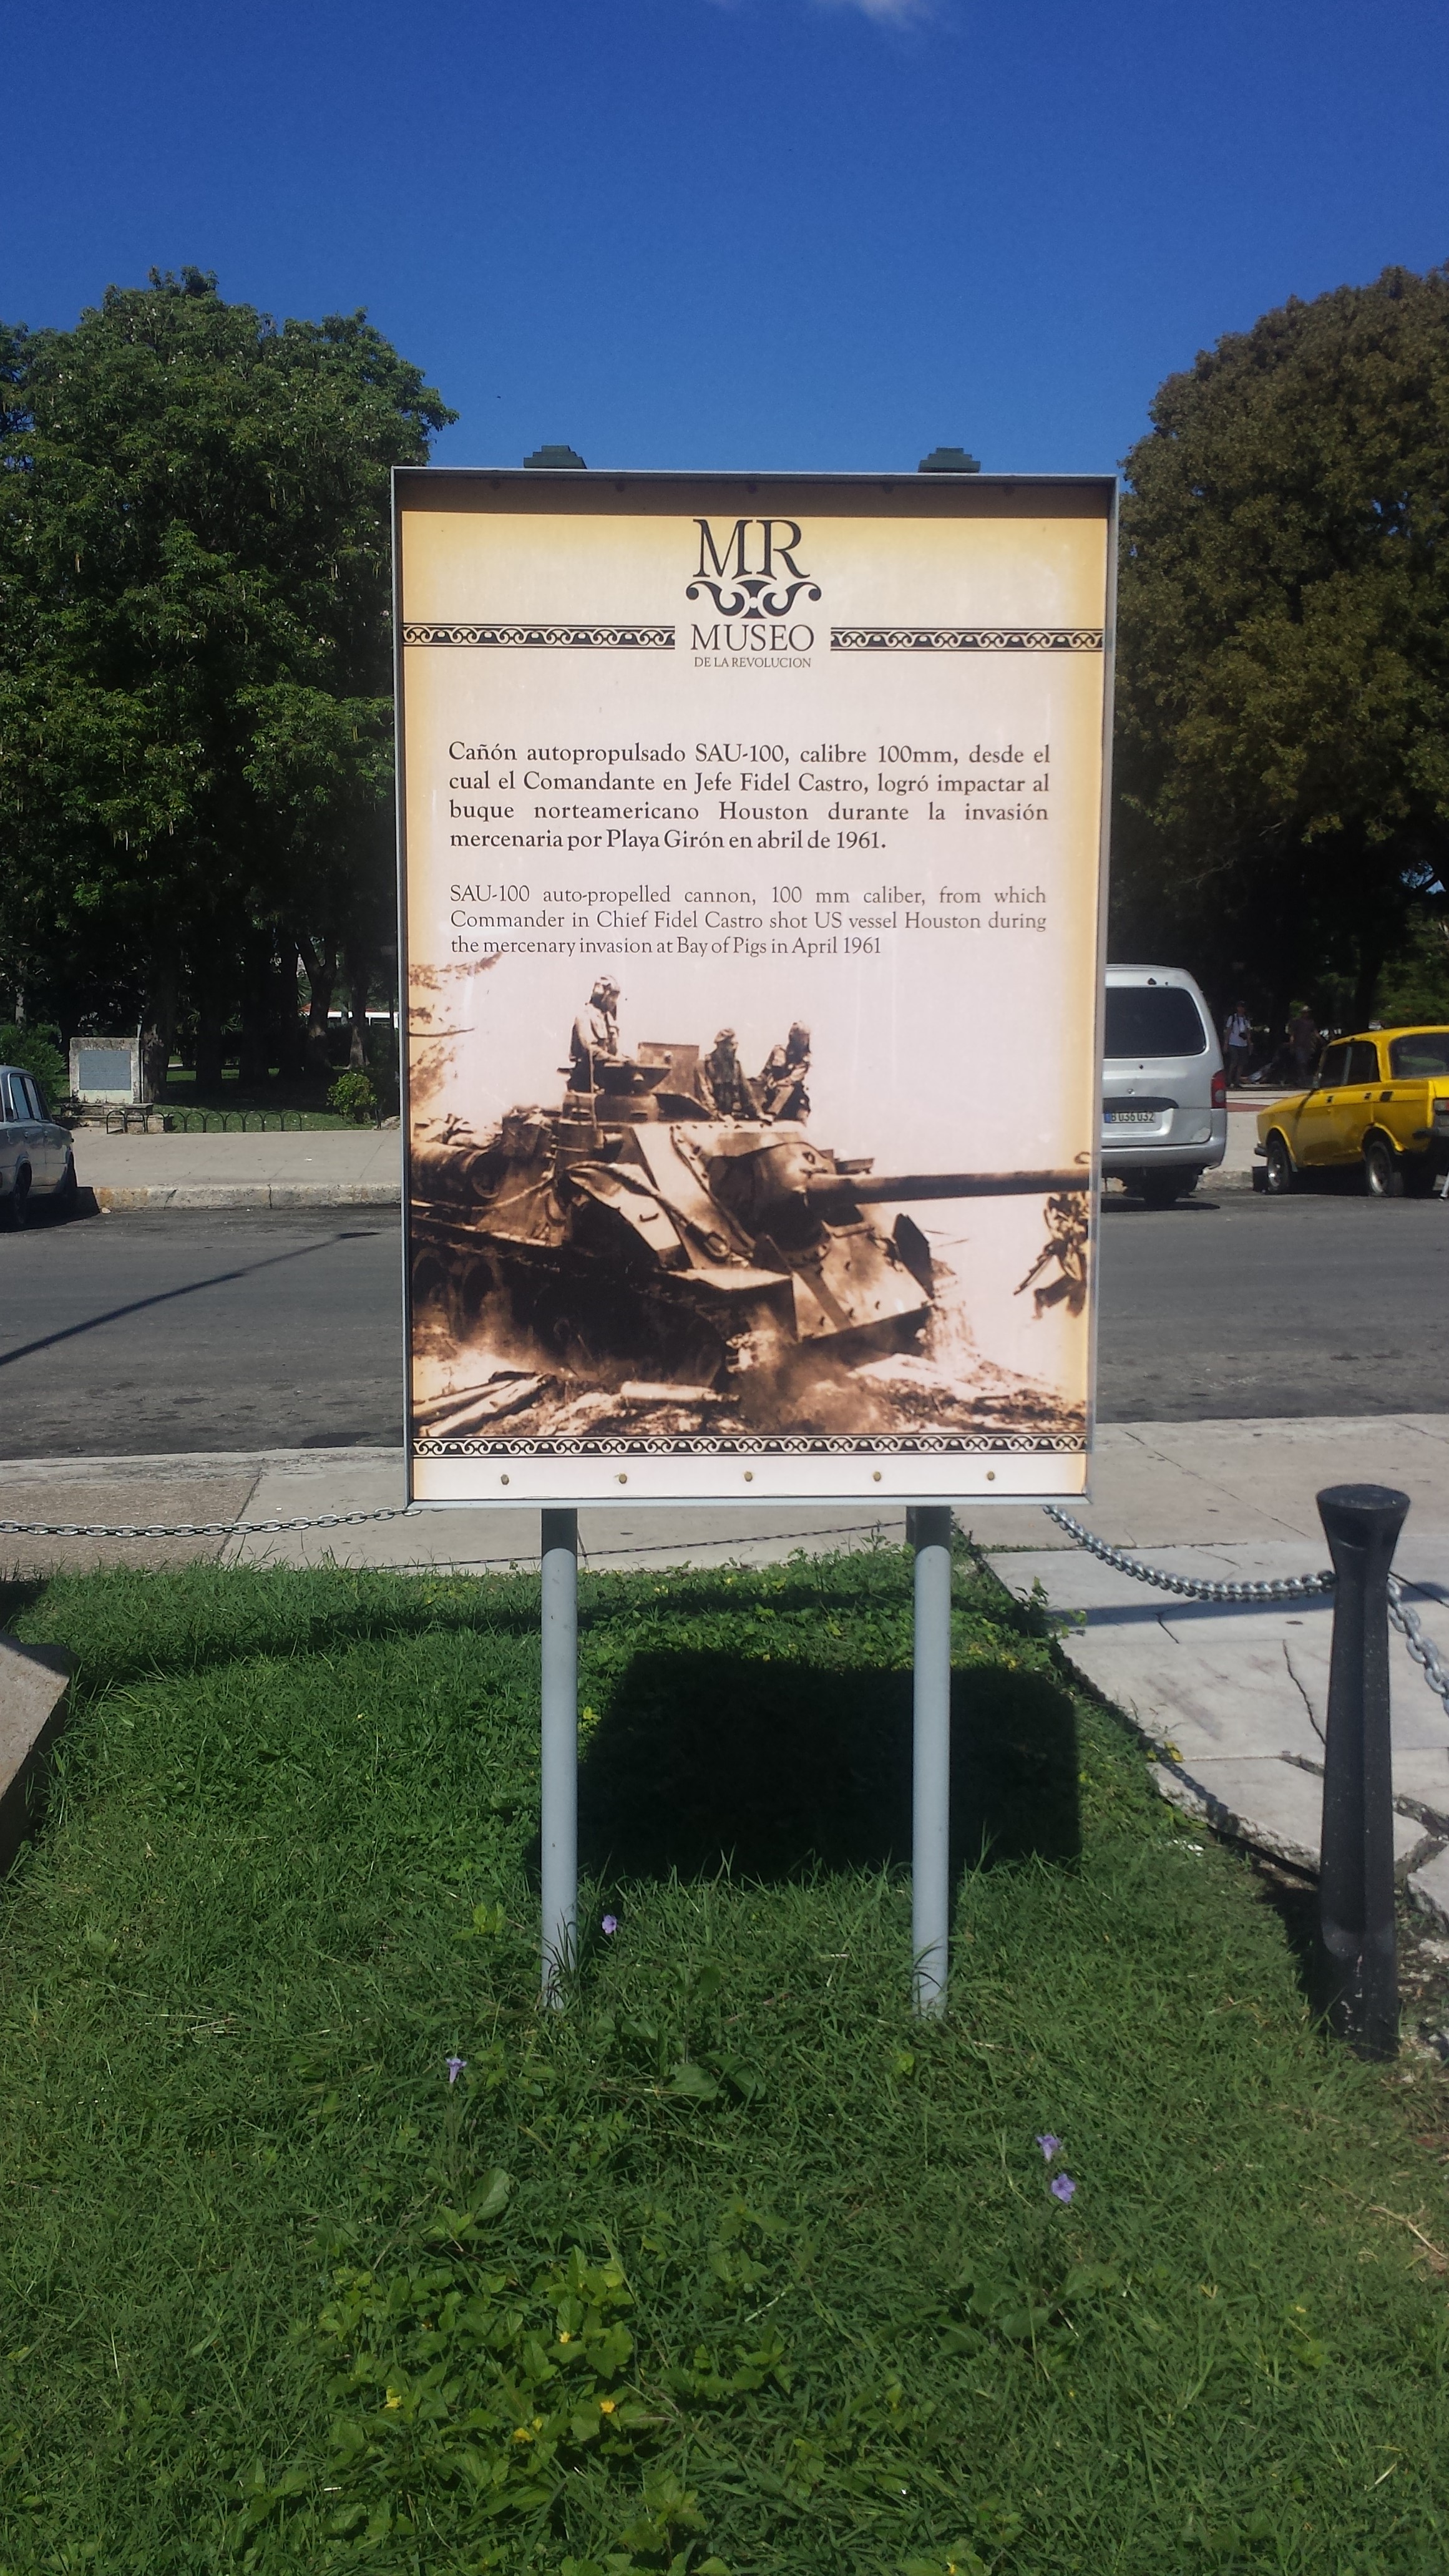 MR
MUSEO
DE LA REVOLUCION
Cañón autopropulsado SAU-100, calibre 100mm, desde el
cual el Comandante en Jefe Fidel Castro, logró impactar al
buque norteamericano Houston durante la invasión
mercenaria por Playa Girón en abril de 1961.
SAU-100 auto-propelled cannon, 100 mm caliber, from which
Commander in Chief Fidel Castro shot US vessel Houston during
the mercenary invasion at Bay of Pigs in April 1961